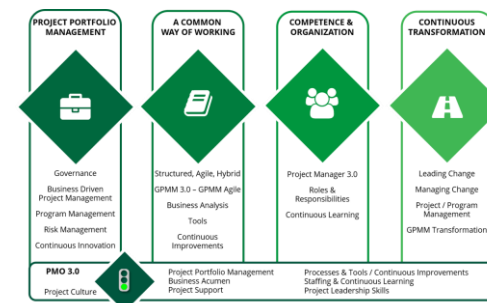 PROJECT PORTFOLIO
MANAGEMENT
Governance
Business Driven
Project Management
Program Management
Risk Management
Continuous Innovation
A COMMON
WAY OF WORKING
Structured, Agile, Hybrid
GPMM 3.0 – GPMM Agile
Business Analysis
Tools
Continuous
Improvements
COMPETENCE &
ORGANIZATION
Project Manager 3.0
Roles &
Responsibilities
Continuous Learning
CONTINUOUS
TRANSFORMATION
Leading Change
Managing Change
Project / Program
Management
GPMM Transformation
PMO 3.0
Project Culture
Project Portfolio Management
Business Acumen
Project Support
Processes & Tools / Continuous Improvements
Staffing & Continuous Learning
Project Leadership Skills